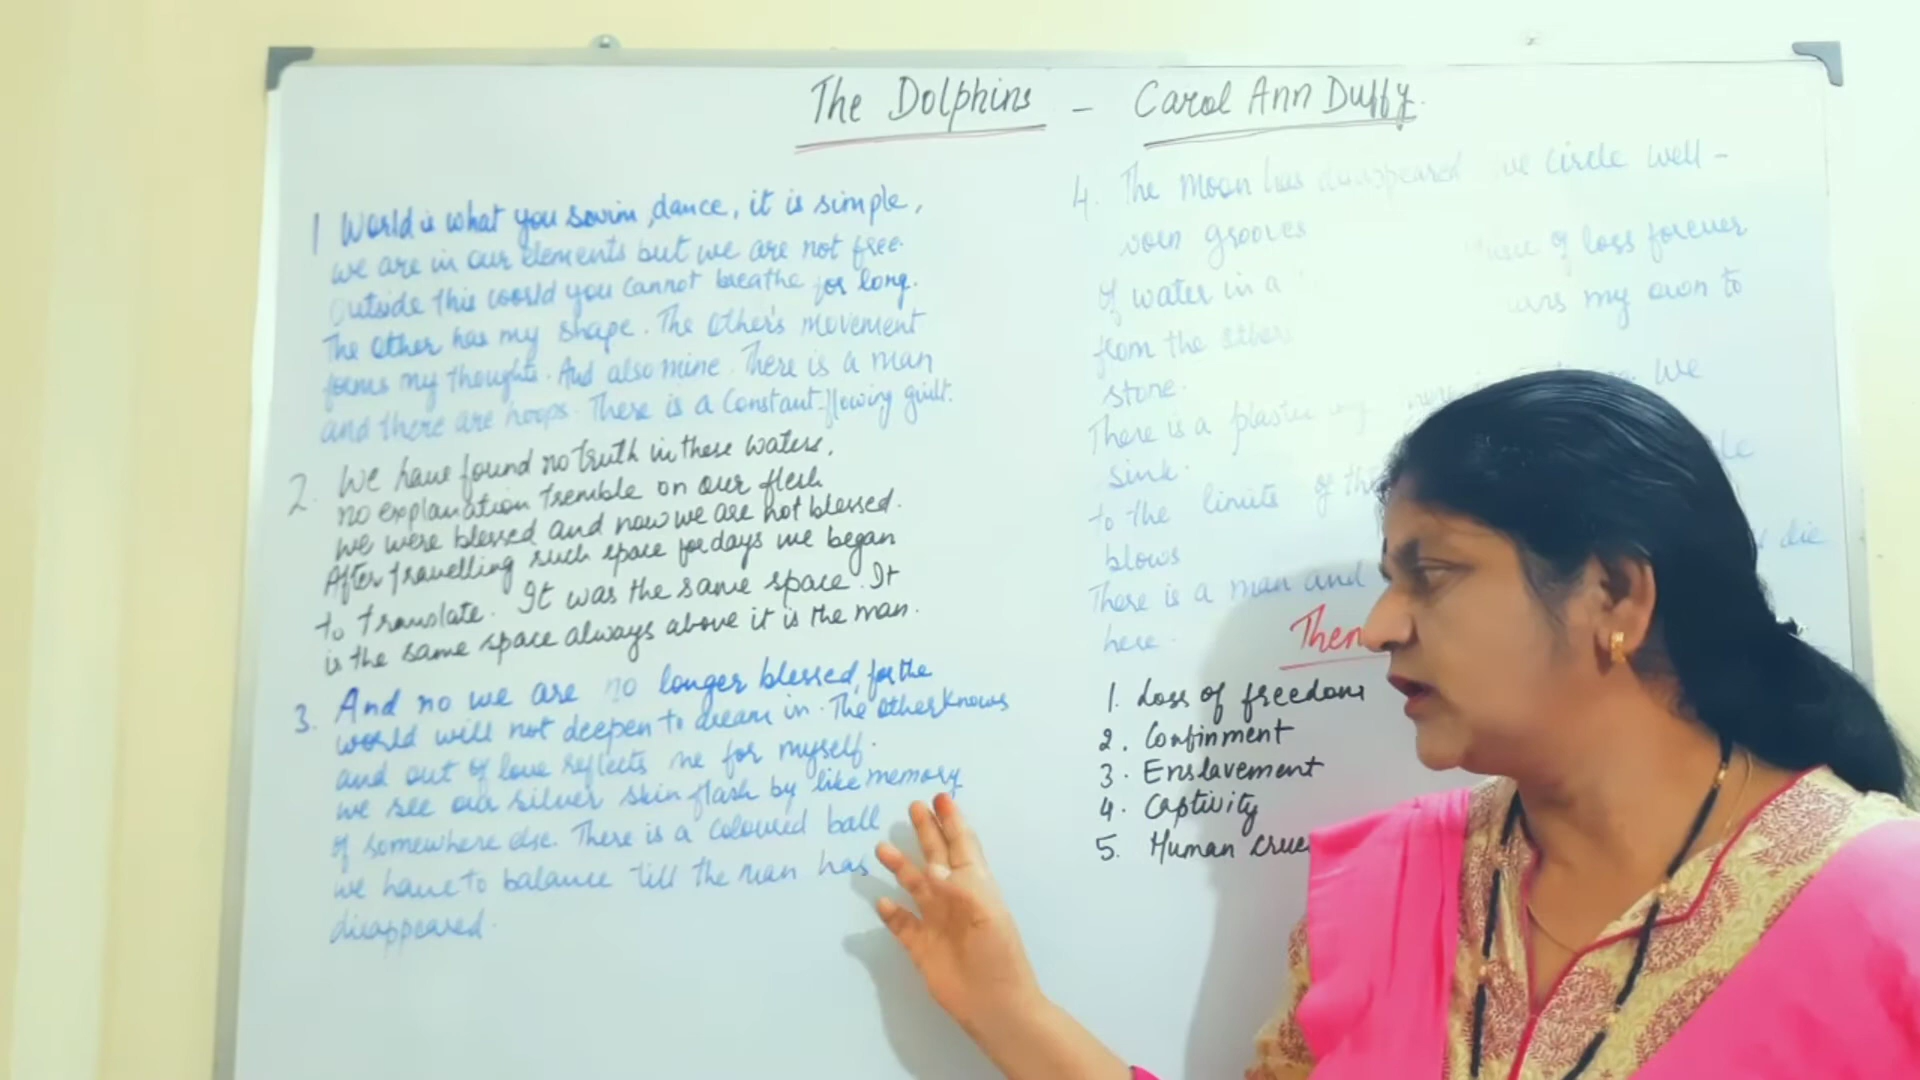 The Dolphins - Carol Ann Duffy.
1 World is what you swim, dance, it is simple,
we are in our elements but we are not free.
outside this world you cannot breathe for long.
The other has my shape. The other's movement
forms my thoughts. And also mine. There is a man
and there are hoops. There is a constant flowing guilt.
2. We have found no truth in these waters,
no explanation tremble on our flesh
we were blessed and now we are not blessed.
After travelling such space for days we began
to translate. It was the same space. It
is the same space always above it is the man.
3. And no we are no longer blessed, for the
world will not deepen to dream in. The other knows
and out of love reflects me for myself.
we see our silver skin flash by like memory
of somewhere else. There is a coloured ball
we have to balance till the man has
disappeared.
4. The Moon has disappeared we circle well-
worn grooves
of water in a of loss forever
from the my own to
stone.
There is a plastic We
sink.
to the limits of
blows
There is a man and die
here.
1. Loss of freedom
2. Confinment
3. Enslavement
4. Captivity
5. Human